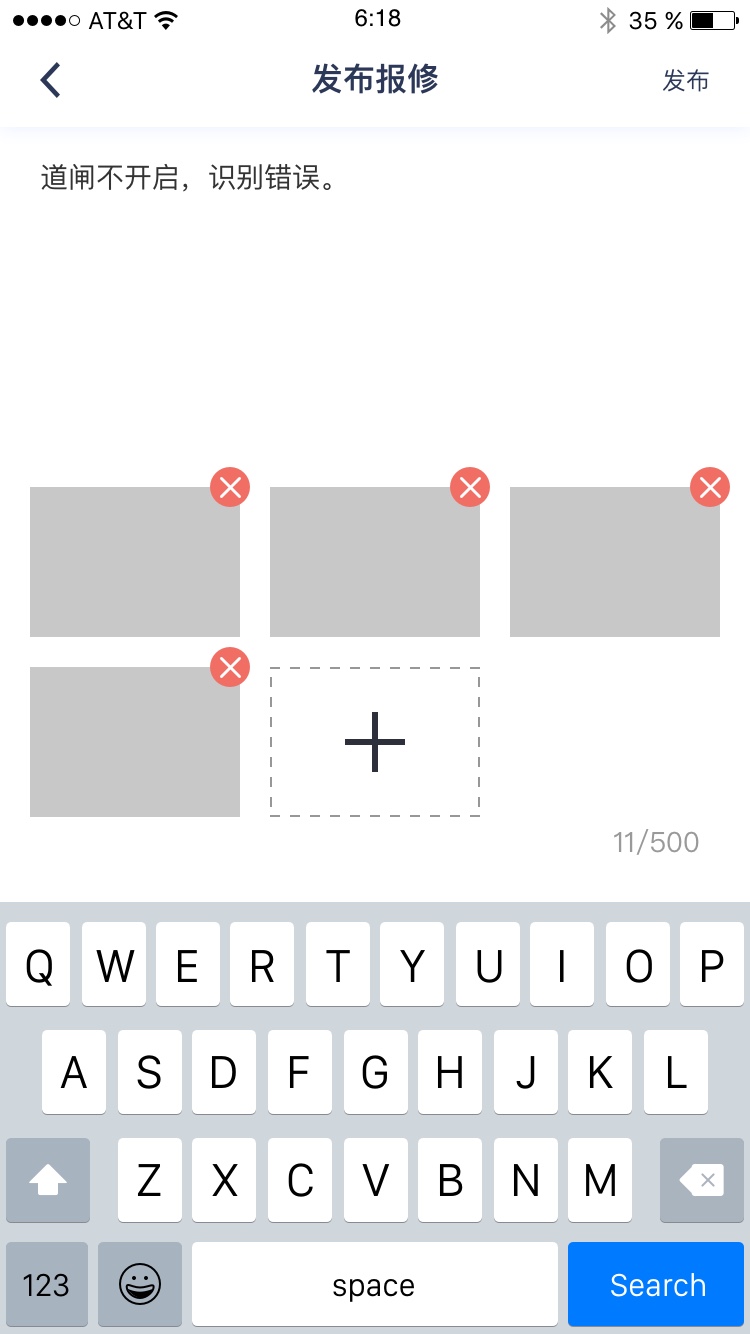 AT&T 6:18 35 %
发布报修 发布
道闸不开启，识别错误。
11/500
Q W E R T Y U I O P
A S D F G H J K L
Z X C V B N M
123 space Search